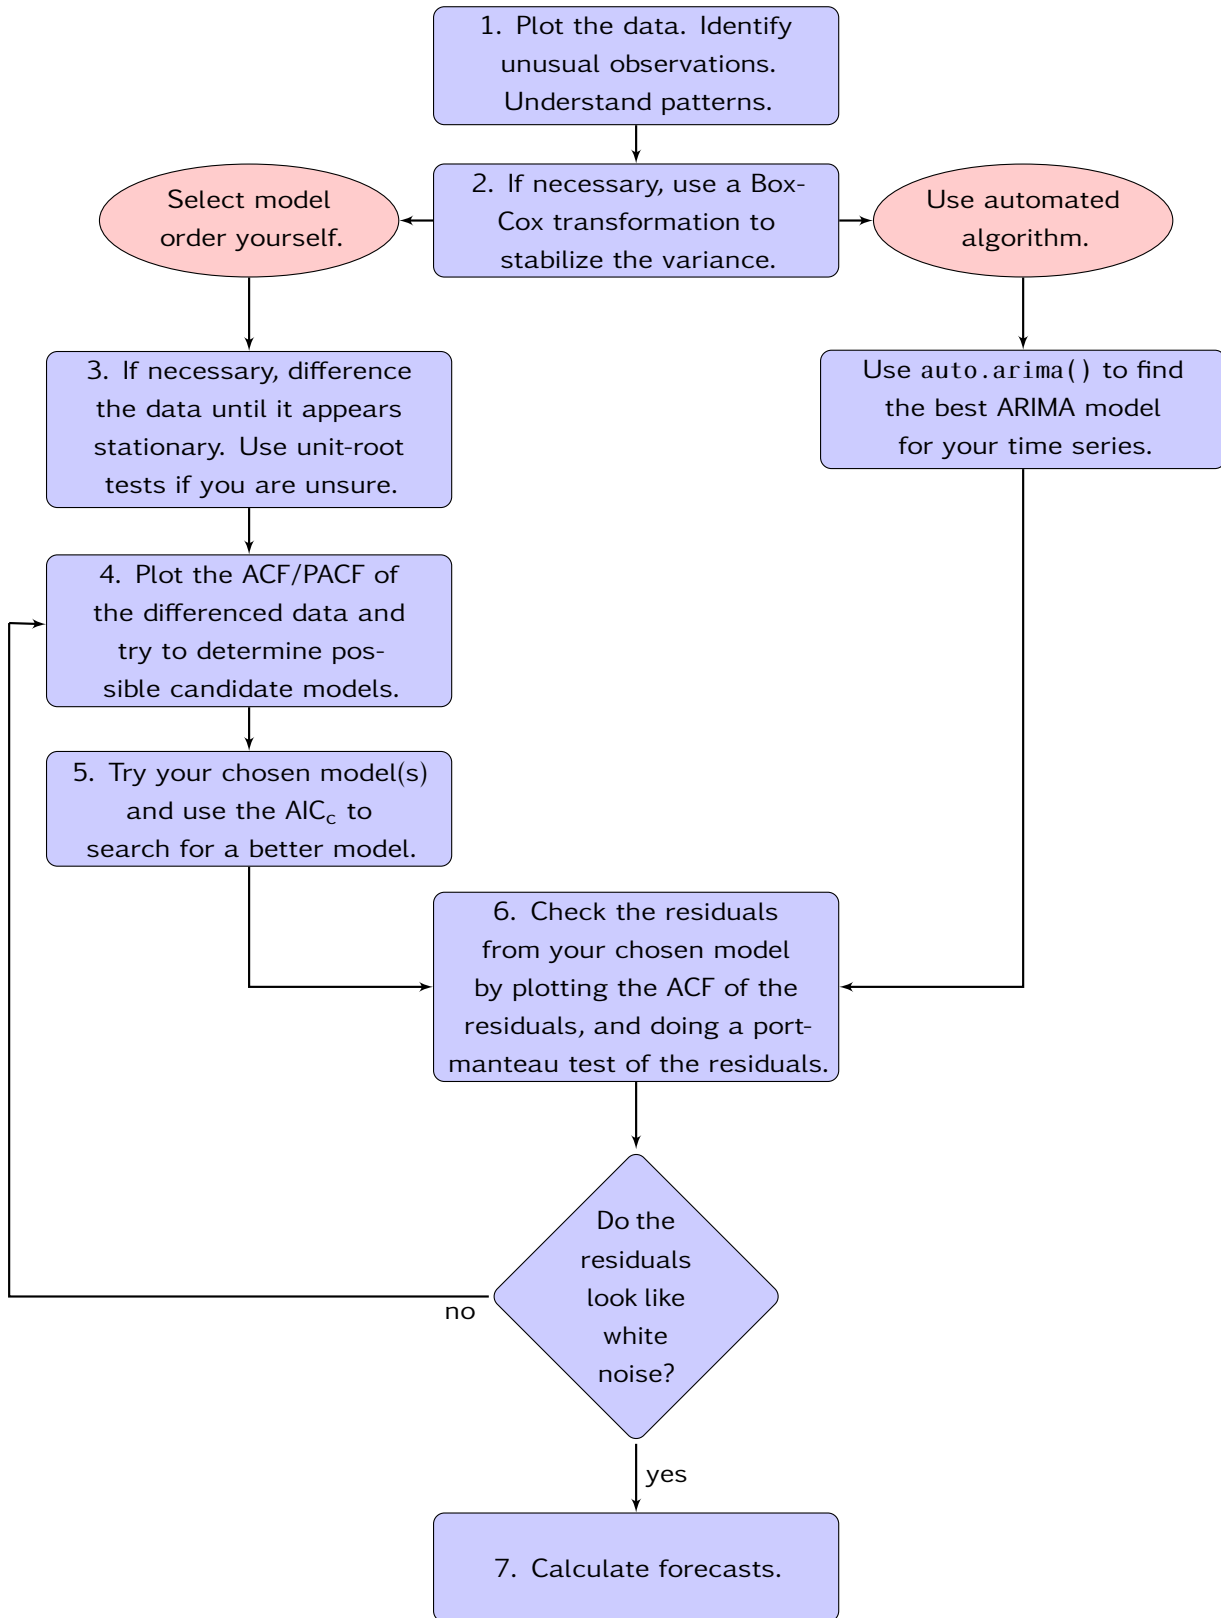 1. Plot the data. Identify
unusual observations.
Understand patterns.
Select model
order yourself.
2. If necessary, use a Box-
Cox transformation to
stabilize the variance.
Use automated
algorithm.
3. If necessary, difference
the data until it appears
stationary. Use unit-root
tests if you are unsure.
Use auto.arima() to find
the best ARIMA model
for your time series.
4. Plot the ACF/PACF of
the differenced data and
try to determine pos-
sible candidate models.
5. Try your chosen model(s)
and use the AICc to
search for a better model.
6. Check the residuals
from your chosen model
by plotting the ACF of the
residuals, and doing a port-
manteau test of the residuals.
Do the
residuals
look like
white
noise?
no
yes
7. Calculate forecasts.